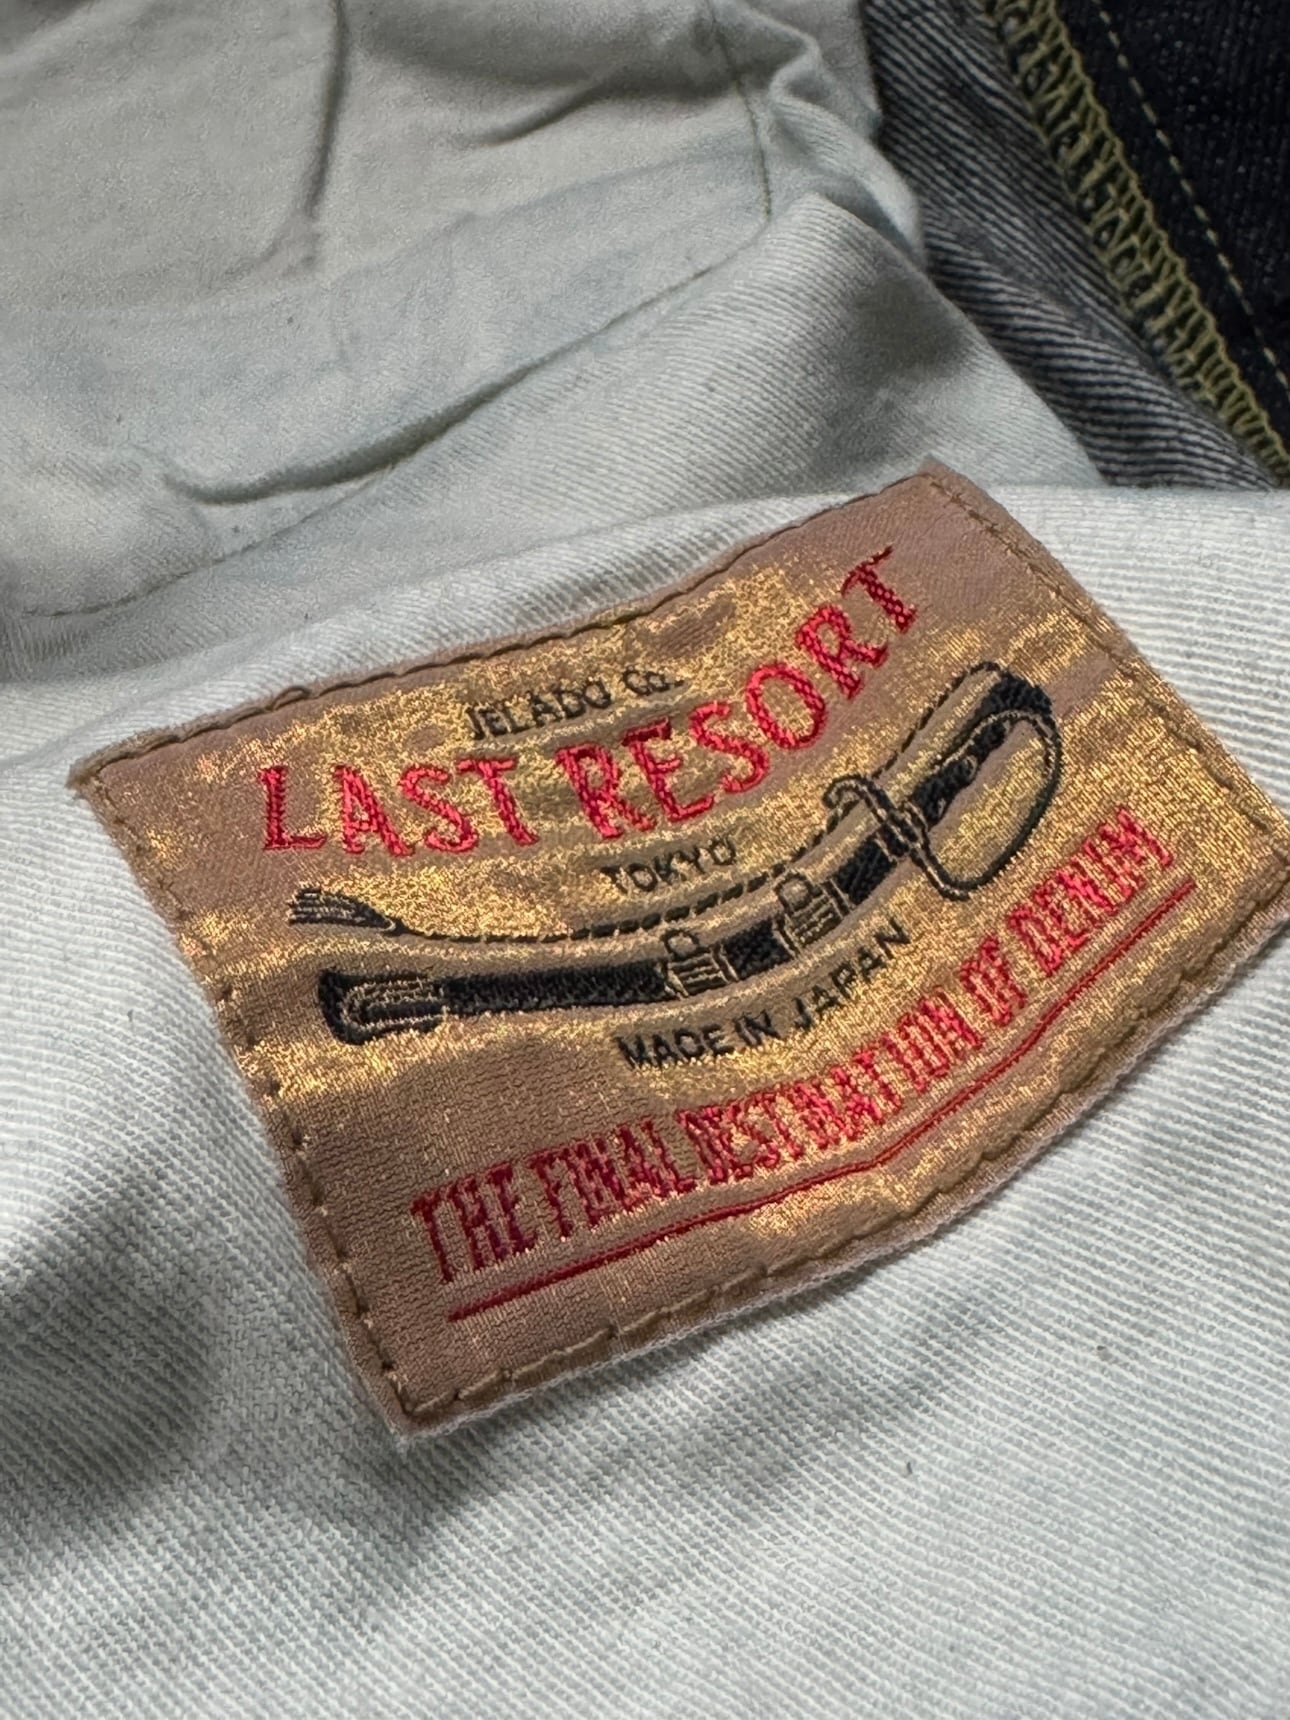 JELADO Co.
LAST RESORT
TOKYO
MADE IN JAPAN
THE FINAL DESTINATION OF DENIM